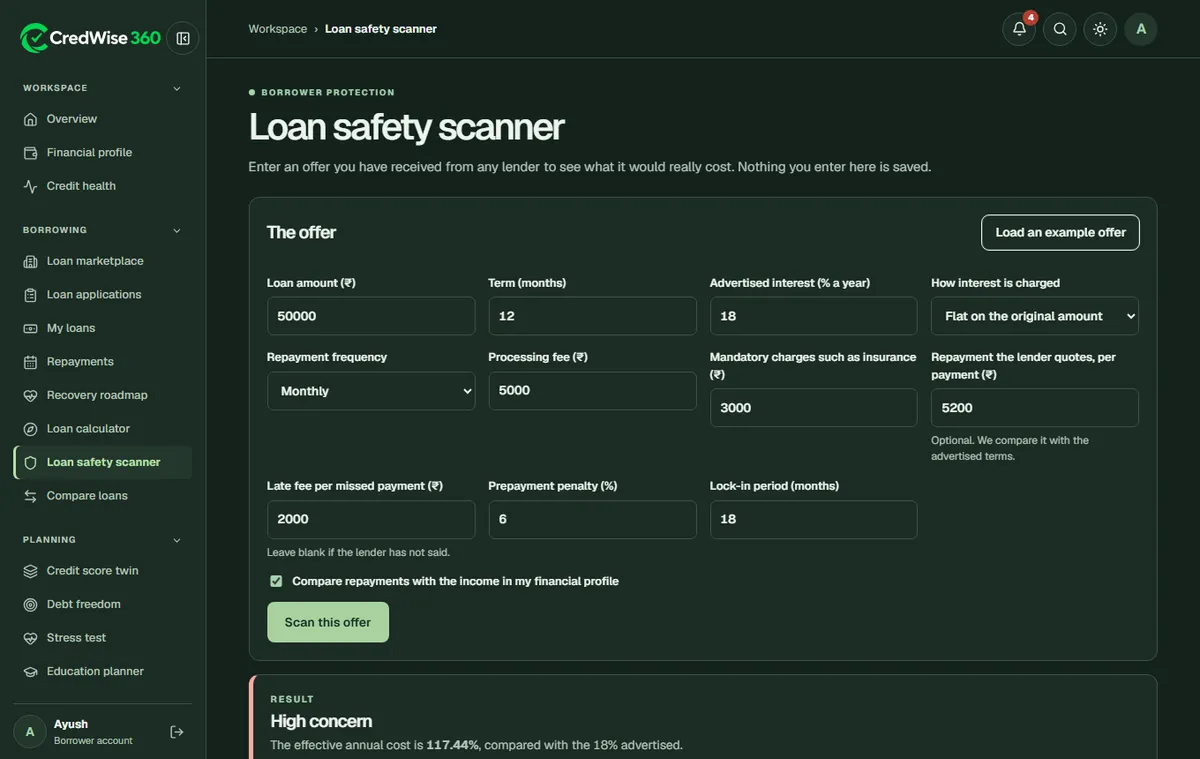 CredWise 360
WORKSPACE
Overview
Financial profile
Credit health
BORROWING
Loan marketplace
Loan applications
My loans
Repayments
Recovery roadmap
Loan calculator
Loan safety scanner
Compare loans
PLANNING
Credit score twin
Debt freedom
Stress test
Education planner
A
Ayush
Borrower account
Workspace › Loan safety scanner
4
A
BORROWER PROTECTION
Loan safety scanner
Enter an offer you have received from any lender to see what it would really cost. Nothing you enter here is saved.
The offer
Load an example offer
Loan amount (₹)
50000
Term (months)
12
Advertised interest (% a year)
18
How interest is charged
Flat on the original amount
Repayment frequency
Monthly
Processing fee (₹)
5000
Mandatory charges such as insurance
(₹)
3000
Repayment the lender quotes, per
payment (₹)
5200
Optional. We compare it with the
advertised terms.
Late fee per missed payment (₹)
2000
Leave blank if the lender has not said.
Prepayment penalty (%)
6
Lock-in period (months)
18
Compare repayments with the income in my financial profile
Scan this offer
RESULT
High concern
The effective annual cost is 117.44%, compared with the 18% advertised.